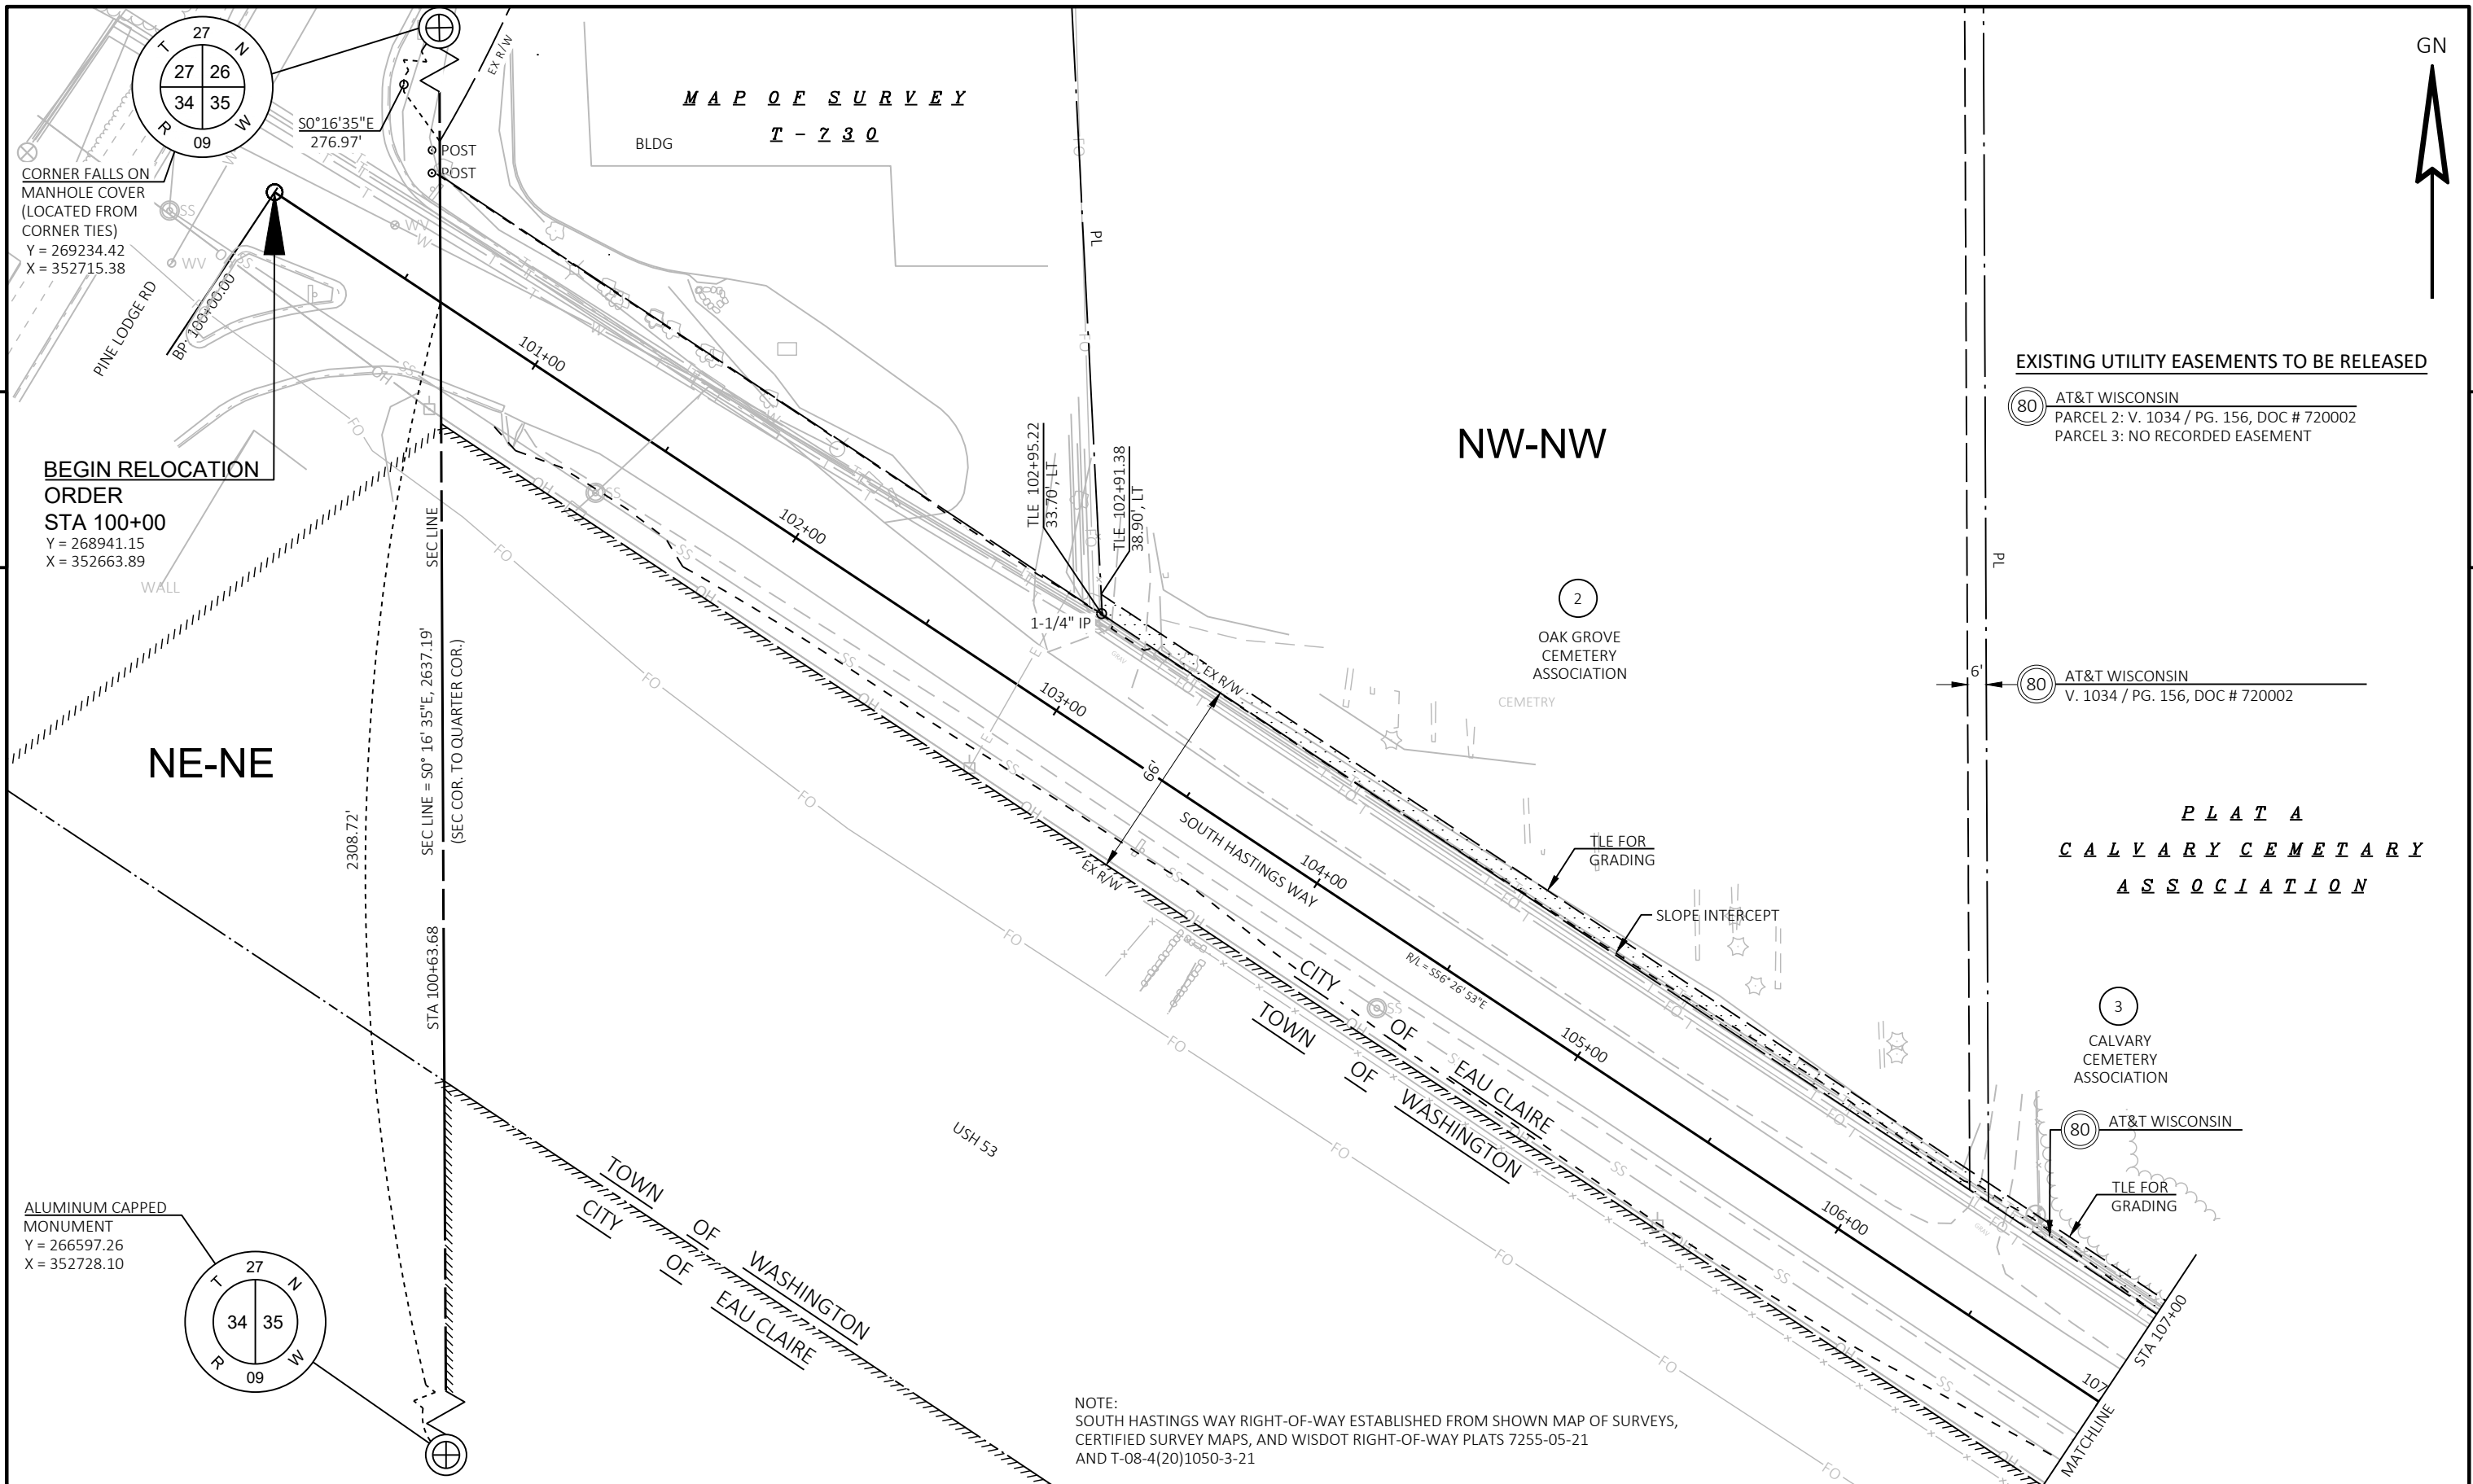 27
T N
27 26
34 35
R W
09
CORNER FALLS ON
MANHOLE COVER
(LOCATED FROM
CORNER TIES)
Y = 269234.42
X = 352715.38
S0°16'35"E
276.97'
EX R/W
POST
POST
MAP OF SURVEY
T-730
BLDG
GN
PL
FO
FO
FO
SS
WV
WV
W
W
W
W
T
T
T
OH
SS
PINE LODGE RD
BP: 100+00.00
BEGIN RELOCATION
ORDER
STA 100+00
Y = 268941.15
X = 352663.89
WALL
NE-NE
NW-NW
101+00
102+00
103+00
104+00
105+00
106+00
107
SEC LINE
SEC LINE = S0° 16' 35"E, 2637.19'
(SEC COR. TO QUARTER COR.)
2308.72'
STA 100+63.68
TLE 102+95.22
33.70', LT
TLE 102+91.38
38.90', LT
1-1/4" IP
EX R/W
66'
SOUTH HASTINGS WAY
EX R/W
R/L = S56° 26' 53"E
EXISTING UTILITY EASEMENTS TO BE RELEASED
80
AT&T WISCONSIN
PARCEL 2: V. 1034 / PG. 156, DOC # 720002
PARCEL 3: NO RECORDED EASEMENT
PL
2
OAK GROVE
CEMETERY
ASSOCIATION
CEMETRY
6'
80
AT&T WISCONSIN
V. 1034 / PG. 156, DOC # 720002
TLE FOR
GRADING
SLOPE INTERCEPT
PLAT A
CALVARY CEMETARY
ASSOCIATION
3
CALVARY
CEMETERY
ASSOCIATION
80
AT&T WISCONSIN
TLE FOR
GRADING
CITY OF EAU CLAIRE
TOWN OF WASHINGTON
USH 53
TOWN OF WASHINGTON
CITY OF EAU CLAIRE
ALUMINUM CAPPED
MONUMENT
Y = 266597.26
X = 352728.10
27
T N
34 35
R W
09
STA 107+00
MATCHLINE
NOTE:
SOUTH HASTINGS WAY RIGHT-OF-WAY ESTABLISHED FROM SHOWN MAP OF SURVEYS,
CERTIFIED SURVEY MAPS, AND WISDOT RIGHT-OF-WAY PLATS 7255-05-21
AND T-08-4(20)1050-3-21